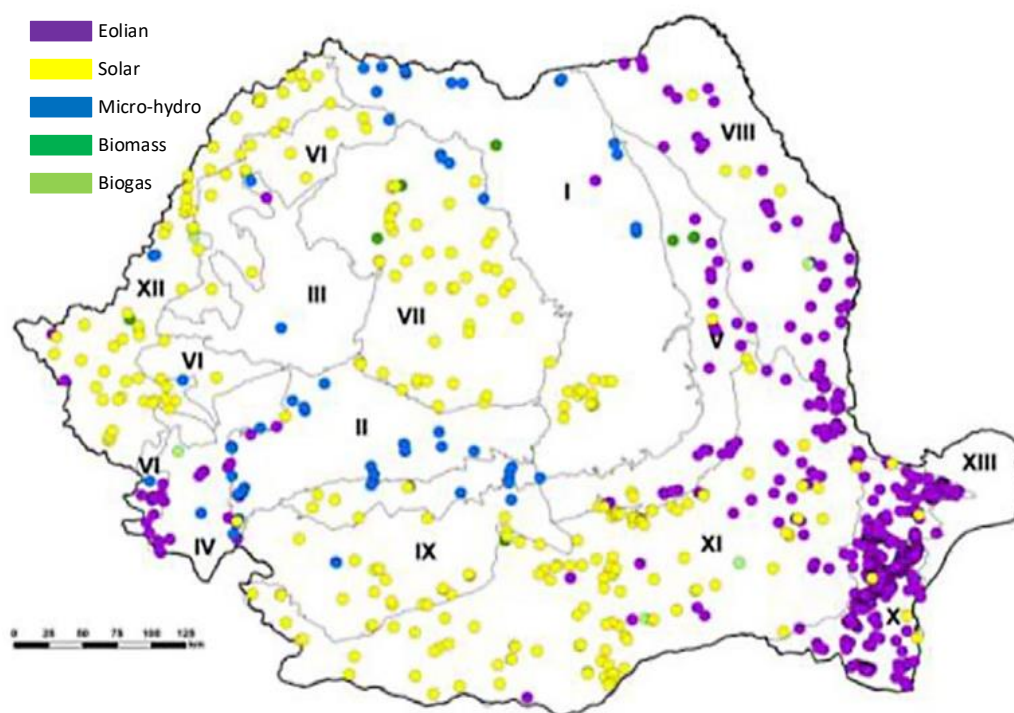 Eolian
Solar
Micro-hydro
Biomass
Biogas
VIII
VI
I
XII
III
VII
V
VI
II
VI
XIII
IV
IX
XI
X
0 25 50 75 100 125
km